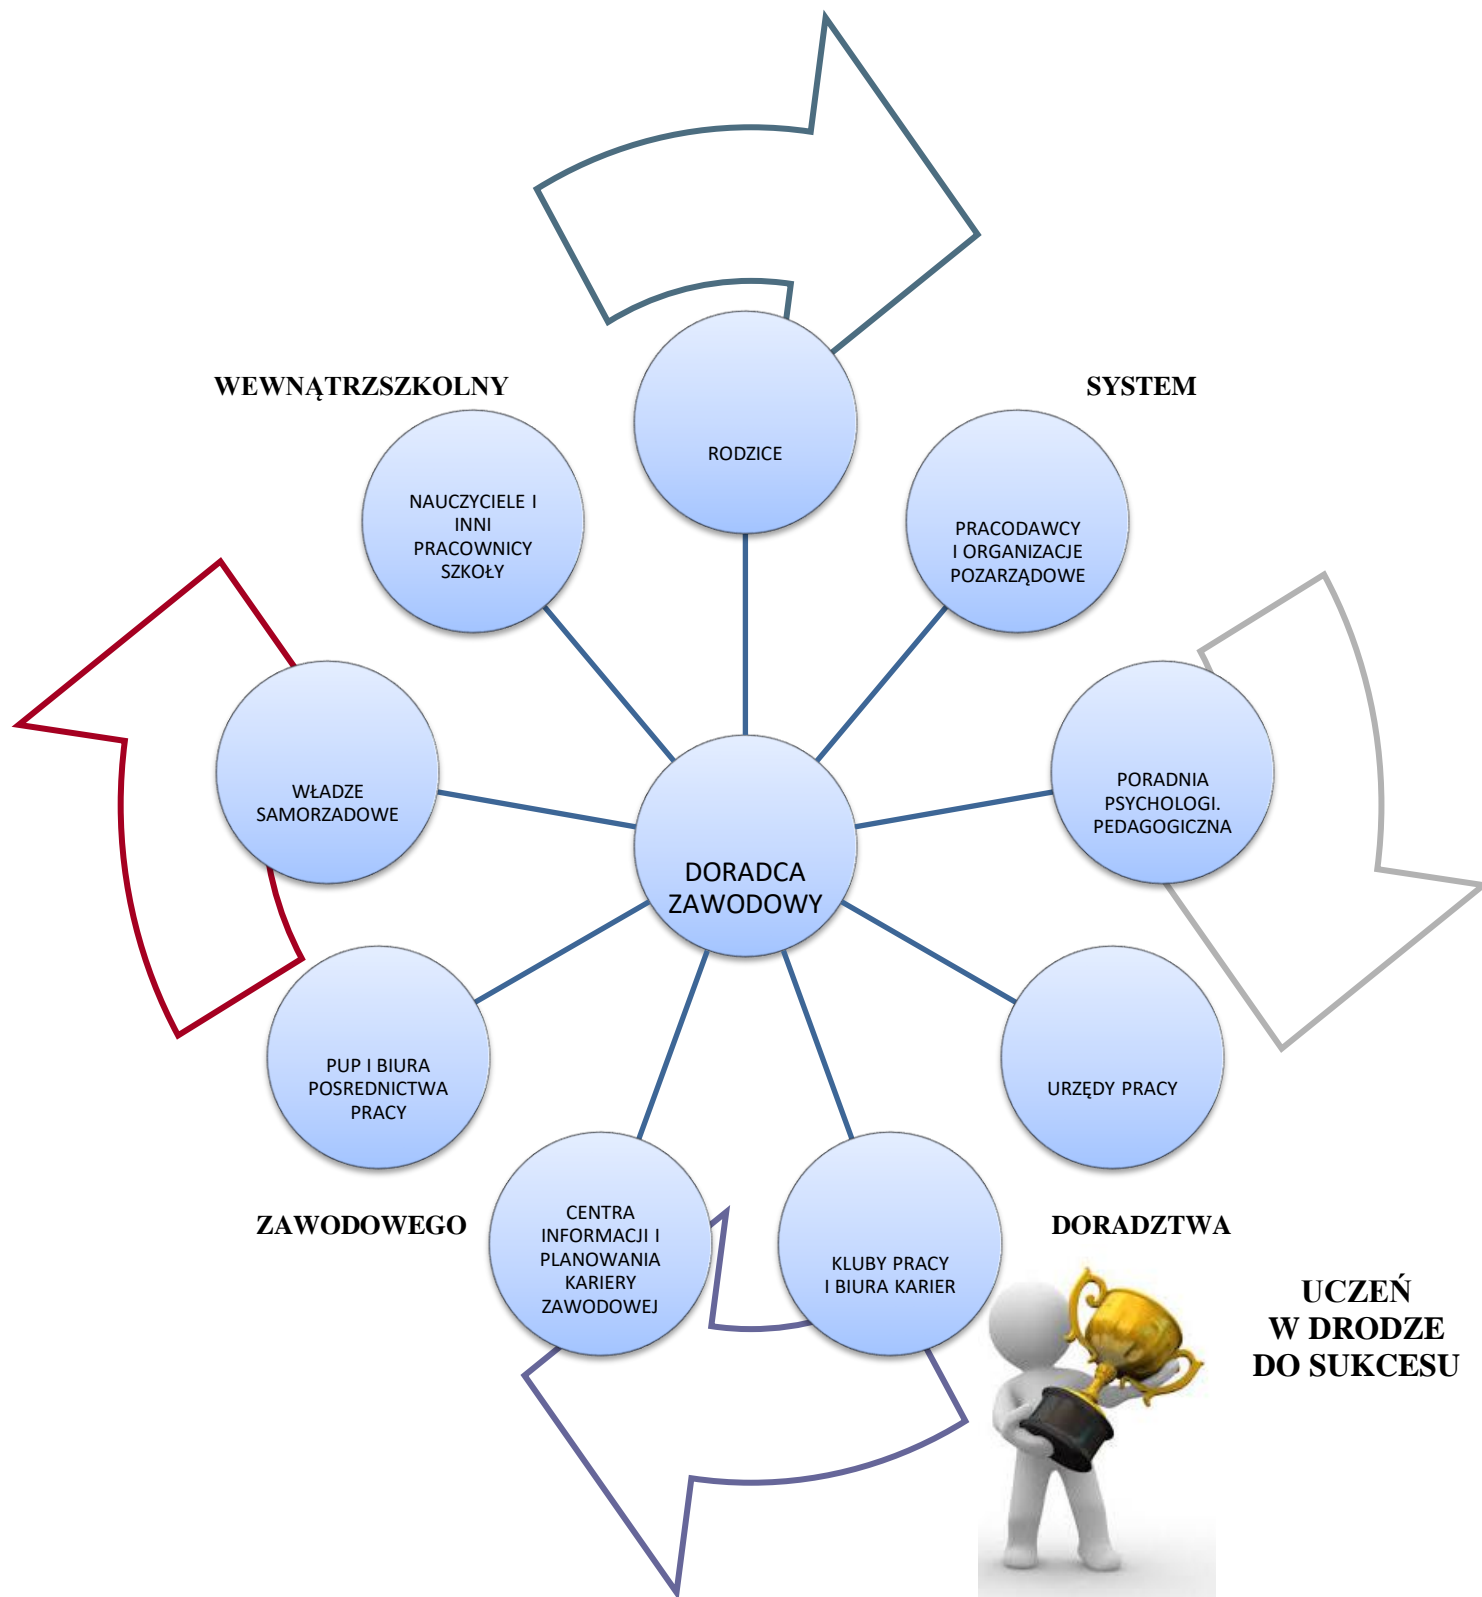 WEWNĄTRZSZKOLNY
SYSTEM
RODZICE
NAUCZYCIELE I
INNI
PRACOWNICY
SZKOŁY
PRACODAWCY
I ORGANIZACJE
POZARZĄDOWE
WŁADZE
SAMORZADOWE
PORADNIA
PSYCHOLOGI.
PEDAGOGICZNA
DORADCA
ZAWODOWY
PUP I BIURA
POSREDNICTWA
PRACY
URZĘDY PRACY
ZAWODOWEGO
CENTRA
INFORMACJI I
PLANOWANIA
KARIERY
ZAWODOWEJ
KLUBY PRACY
I BIURA KARIER
DORADZTWA
UCZEŃ
W DRODZE
DO SUKCESU